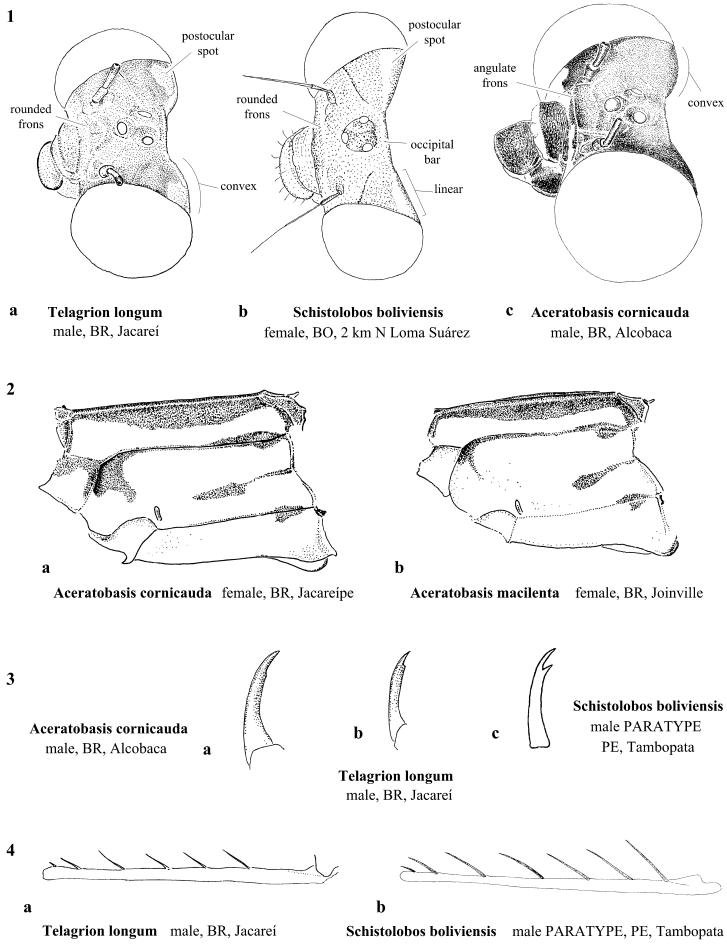 1
postocular
spot
rounded
frons
convex
postocular
spot
rounded
frons
occipital
bar
linear
angulate
frons
convex
a Telagrion longum
male, BR, Jacareí
b Schistolobos boliviensis
female, BO, 2 km N Loma Suárez
c Aceratobasis cornicauda
male, BR, Alcobaca
2
a
Aceratobasis cornicauda female, BR, Jacareípe
b
Aceratobasis macilenta female, BR, Joinville
3
Aceratobasis cornicauda
male, BR, Alcobaca
a
b
Telagrion longum
male, BR, Jacareí
c
Schistolobos boliviensis
male PARATYPE
PE, Tambopata
4
a
Telagrion longum male, BR, Jacareí
b
Schistolobos boliviensis male PARATYPE, PE, Tambopata